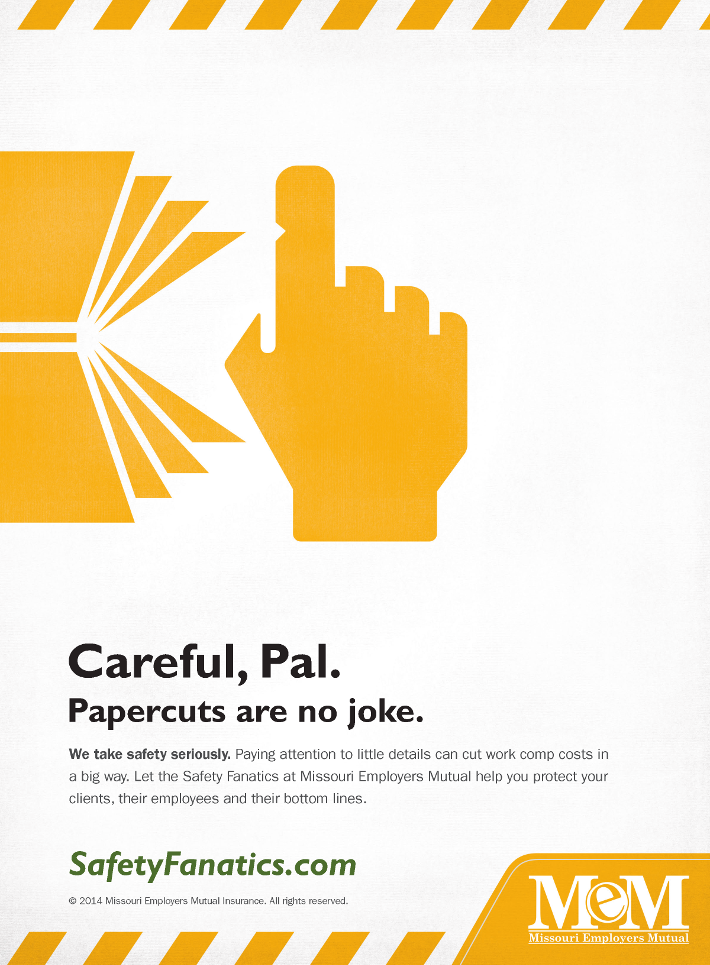 Careful, Pal.
Papercuts are no joke.
We take safety seriously. Paying attention to little details can cut work comp costs in
a big way. Let the Safety Fanatics at Missouri Employers Mutual help you protect your
clients, their employees and their bottom lines.
SafetyFanatics.com
© 2014 Missouri Employers Mutual Insurance. All rights reserved.
MeM
Missouri Employers Mutual